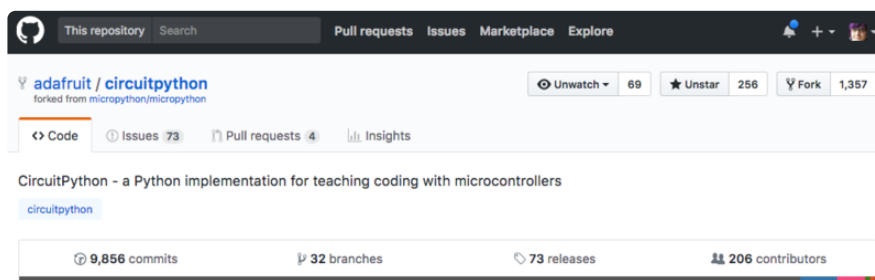 This repository Search Pull requests Issues Marketplace Explore
adafruit / circuitpython Unwatch 69 Unstar 256 Fork 1,357
forked from micropython/micropython
Code Issues 73 Pull requests 4 Insights
CircuitPython - a Python implementation for teaching coding with microcontrollers
circuitpython
9,856 commits 32 branches 73 releases 206 contributors